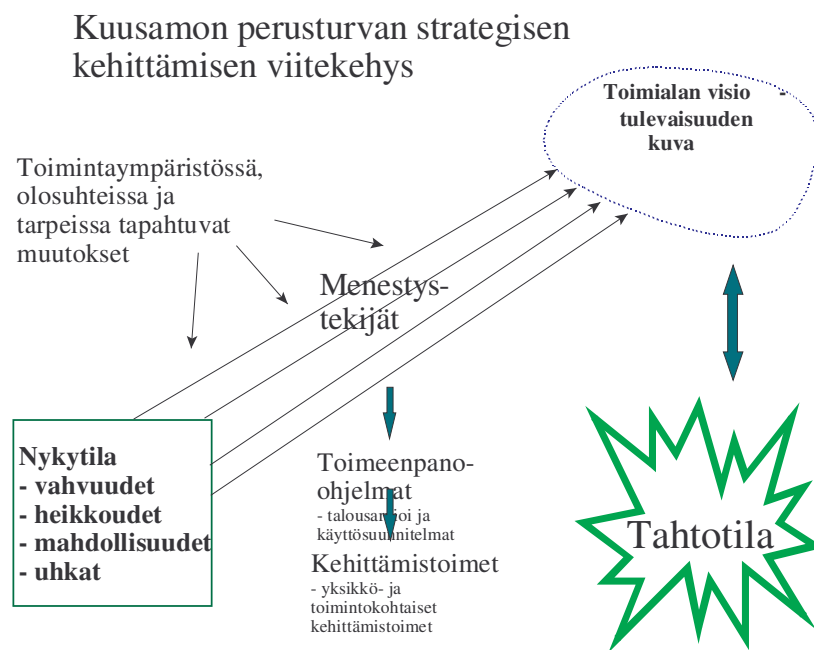 Kuusamon perusturvan strategisen
kehittämisen viitekehys
Toimialan visio -
tulevaisuuden
kuva
Toimintaympäristössä,
olosuhteissa ja
tarpeissa tapahtuvat
muutokset
Menestys-
tekijät
Nykytila
- vahvuudet
- heikkoudet
- mahdollisuudet
- uhkat
Toimeenpano-
ohjelmat
- talousarvioi ja
käyttösuunnitelmat
Kehittämistoimet
- yksikkö- ja
toimintokohtaiset
kehittämistoimet
Tahtotila